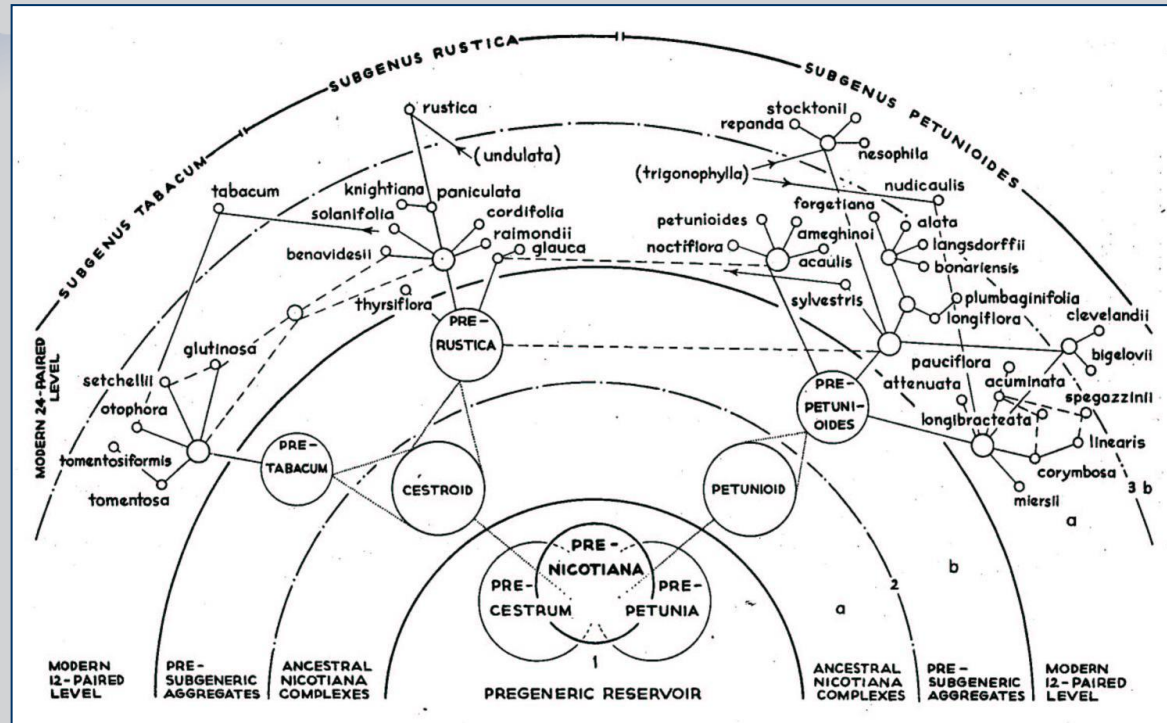 SUBGENUS TABACUM
SUBGENUS RUSTICA
SUBGENUS PETUNIOIDES
MODERN 24-PAIRED
LEVEL
rustica
(undulata)
tabacum
knightiana
paniculata
solanifolia
cordifolia
raimondii
benavidesii
glauca
thyrsiflora
glutinosa
setchellii
otophora
tomentosiformis
tomentosa
stocktonii
repanda
nesophila
(trigonophylla)
nudicaulis
forgetiana
petunioides
alata
ameghinoi
langsdorffii
noctiflora
acaulis
bonariensis
sylvestris
plumbaginifolia
longiflora
clevelandii
pauciflora
bigelovii
attenuata
acuminata
spegazzinii
longibracteata
linearis
corymbosa
miersii
PRE-
RUSTICA
PRE-
PETUNI-
OIDES
PRE-
TABACUM
CESTROID
PETUNIOID
PRE-
NICOTIANA
PRE-
CESTRUM
PRE-
PETUNIA
3 b
a
b
2
a
1
MODERN
12-PAIRED
LEVEL
PRE-
SUBGENERIC
AGGREGATES
ANCESTRAL
NICOTIANA
COMPLEXES
PREGENERIC RESERVOIR
ANCESTRAL
NICOTIANA
COMPLEXES
PRE-
SUBGENERIC
AGGREGATES
MODERN
12-PAIRED
LEVEL